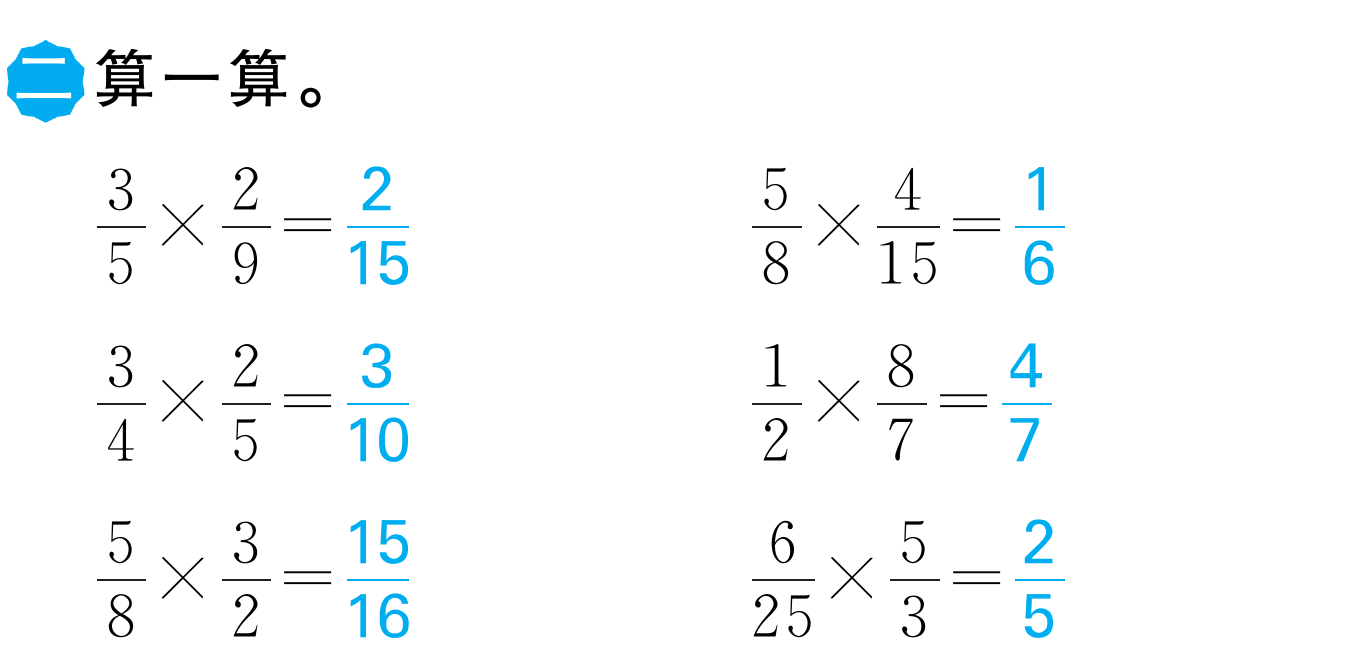 二 算一算。
3/5 × 2/9 = 2/15 5/8 × 4/15 = 1/6
3/4 × 2/5 = 3/10 1/2 × 8/7 = 4/7
5/8 × 3/2 = 15/16 6/25 × 5/3 = 2/5